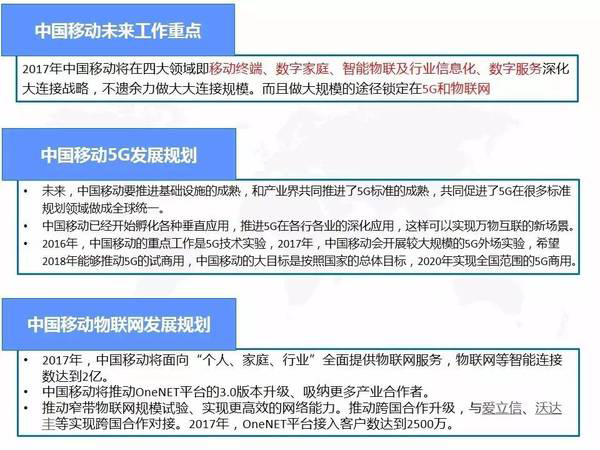 中国移动未来工作重点
2017年中国移动将在四大领域即移动终端、数字家庭、智能物联及行业信息化、数字服务深化
大连接战略，不遗余力做大大连接规模。而且做大规模的途径锁定在5G和物联网
中国移动5G发展规划
• 未来，中国移动要推进基础设施的成熟，和产业界共同推进了5G标准的成熟，共同促进了5G在很多标准
规划领域做成全球统一。
• 中国移动已经开始孵化各种垂直应用，推进5G在各行各业的深化应用，这样可以实现万物互联的新场景。
• 2016年，中国移动的重点工作是5G技术实验，2017年，中国移动会开展较大规模的5G外场实验，希望
2018年能够推动5G的试商用，中国移动的大目标是按照国家的总体目标，2020年实现全国范围的5G商用。
中国移动物联网发展规划
• 2017年，中国移动将面向“个人、家庭、行业”全面提供物联网服务，物联网等智能连接
数达到2亿。
• 中国移动将推动OneNET平台的3.0版本升级、吸纳更多产业合作者。
• 推动窄带物联网规模试验、实现更高效的网络能力。推动跨国合作升级，与爱立信、沃达
丰等实现跨国合作对接。2017年，OneNET平台接入客户数达到2500万。